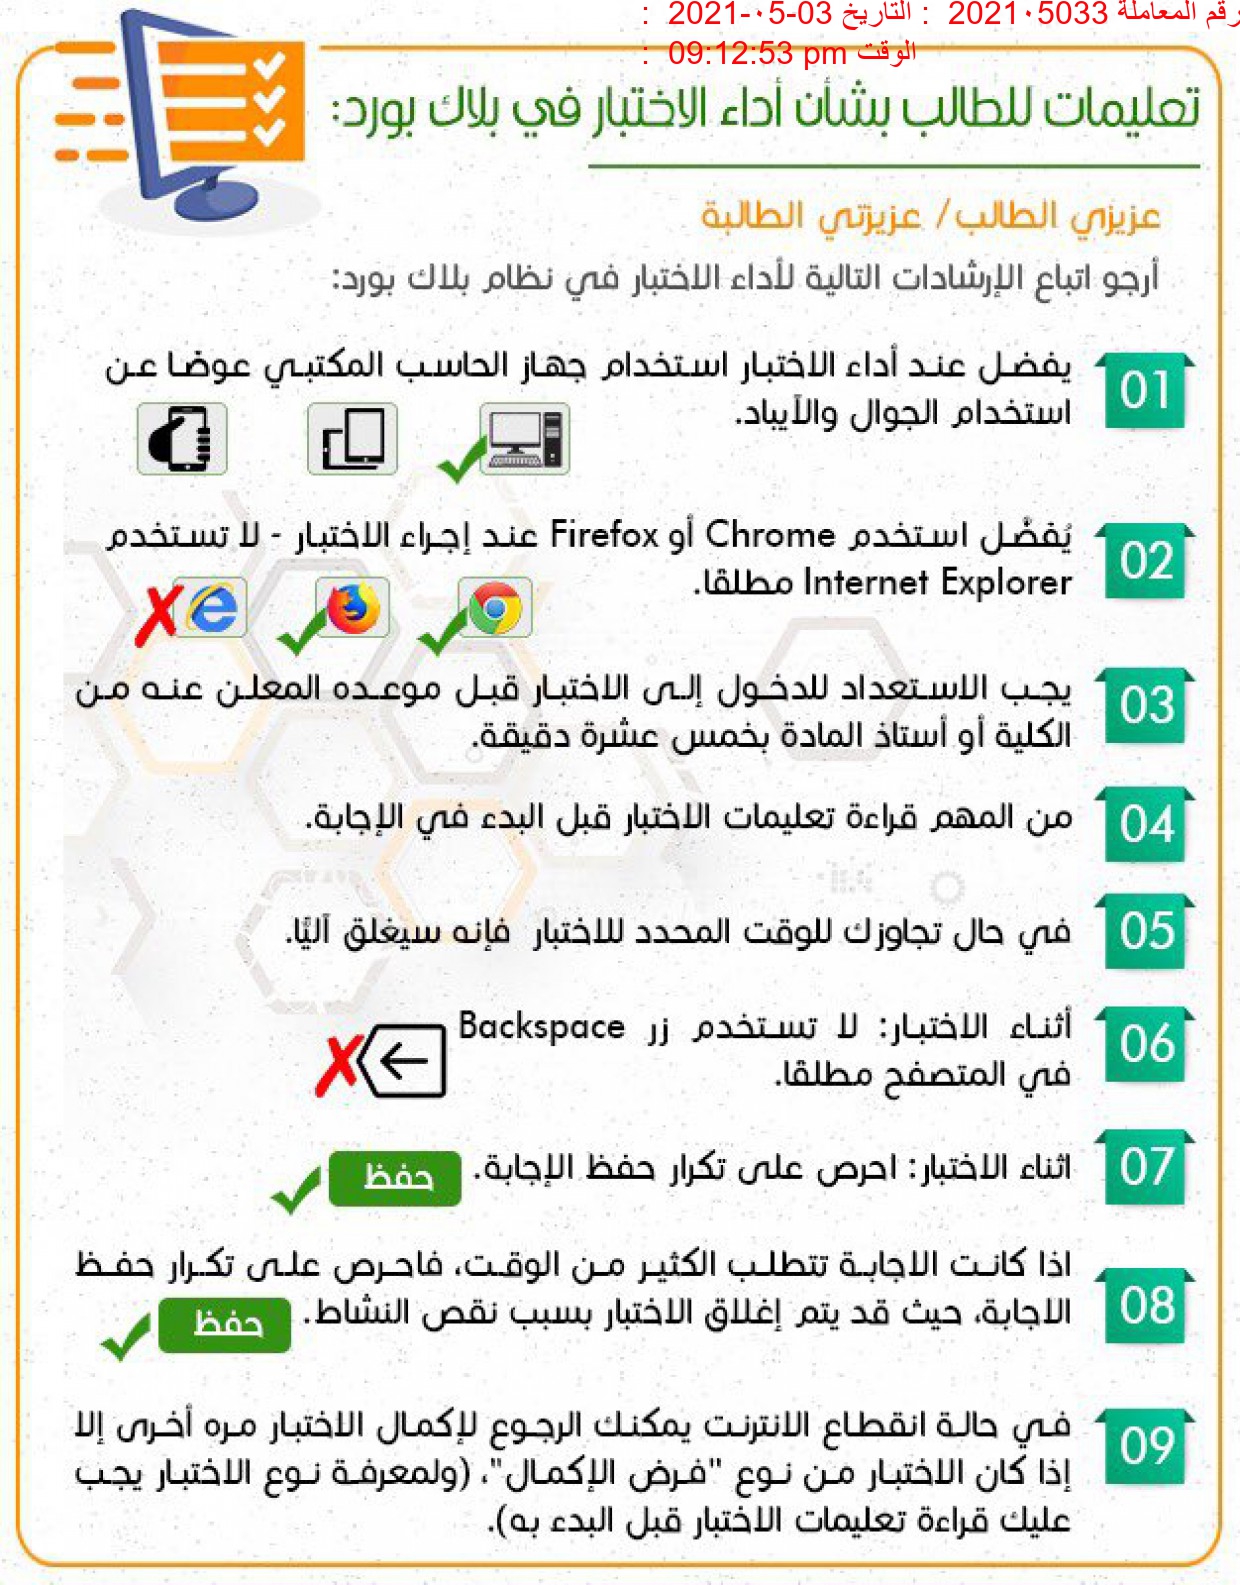 رقم المعاملة 2021٠5033 : التاريخ 03-٠5-2021 :
الوقت 09:12:53 pm :
تعليمات للطالب بشأن أداء الاختبار في بلاك بورد:
عزيزي الطالب/ عزيزتي الطالبة
أرجو اتباع الإرشادات التالية لأداء الاختبار في نظام بلاك بورد:
01
يفضل عند أداء الاختبار استخدام جهاز الحاسب المكتبي عوضا عن
استخدام الجوال والآيباد.
02
يُفضَّل استخدم Chrome أو Firefox عند إجراء الاختبار - لا تستخدم
Internet Explorer مطلقًا.
03
يجب الاستعداد للدخول إلى الاختبار قبل موعده المعلن عنه من
الكلية أو أستاذ المادة بخمس عشرة دقيقة.
04
من المهم قراءة تعليمات الاختبار قبل البدء في الإجابة.
05
في حال تجاوزك للوقت المحدد للاختبار فإنه سيغلق آليًا.
06
أثناء الاختبار: لا تستخدم زر Backspace
في المتصفح مطلقًا.
07
اثناء الاختبار: احرص على تكرار حفظ الإجابة.
حفظ
08
اذا كانت الاجابة تتطلب الكثير من الوقت، فاحرص على تكرار حفظ
الاجابة، حيث قد يتم إغلاق الاختبار بسبب نقص النشاط.
حفظ
09
في حالة انقطاع الانترنت يمكنك الرجوع لإكمال الاختبار مره أخرى إلا
إذا كان الاختبار من نوع "فرض الإكمال"، (ولمعرفة نوع الاختبار يجب
عليك قراءة تعليمات الاختبار قبل البدء به).